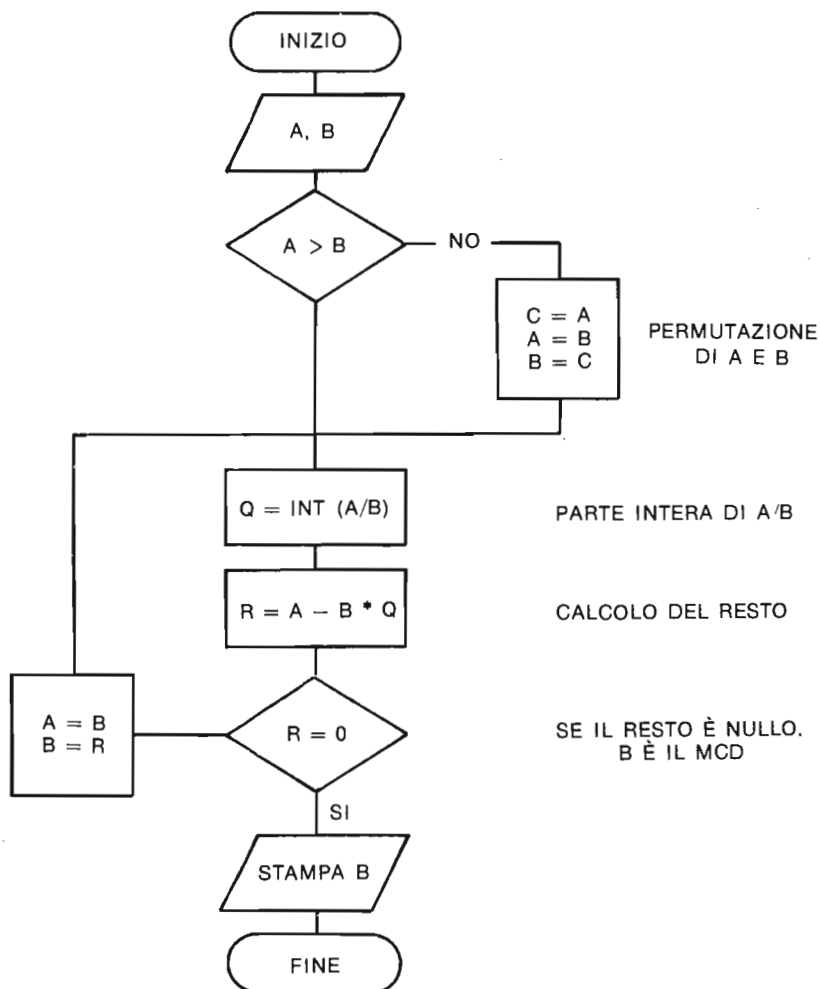 INIZIO
A, B
A > B
NO
C = A
A = B
B = C
PERMUTAZIONE
DI A E B
Q = INT (A/B)
PARTE INTERA DI A/B
R = A – B * Q
CALCOLO DEL RESTO
A = B
B = R
R = 0
SE IL RESTO È NULLO.
B È IL MCD
SI
STAMPA B
FINE